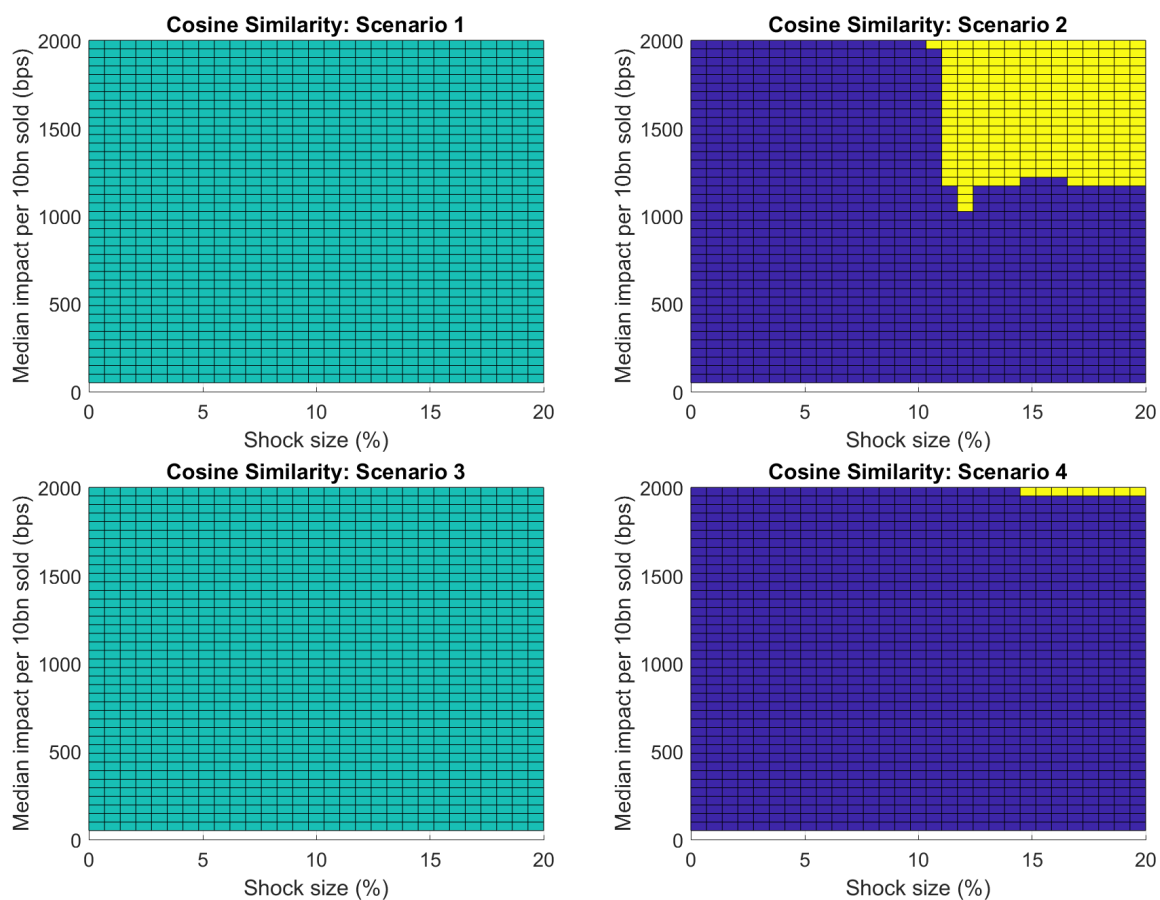 Cosine Similarity: Scenario 1
2000
1500
1000
500
0
Median impact per 10bn sold (bps)
0 5 10 15 20
Shock size (%)
Cosine Similarity: Scenario 2
2000
1500
1000
500
0
Median impact per 10bn sold (bps)
0 5 10 15 20
Shock size (%)
Cosine Similarity: Scenario 3
2000
1500
1000
500
0
Median impact per 10bn sold (bps)
0 5 10 15 20
Shock size (%)
Cosine Similarity: Scenario 4
2000
1500
1000
500
0
Median impact per 10bn sold (bps)
0 5 10 15 20
Shock size (%)